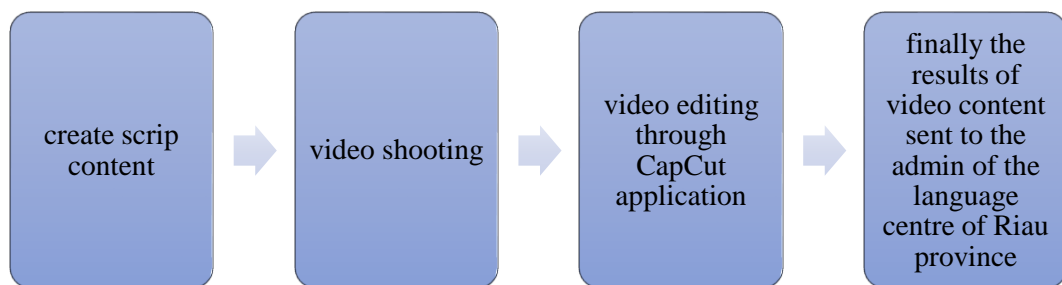 create scrip
content
video shooting
video editing
through
CapCut
application
finally the
results of
video content
sent to the
admin of the
language
centre of Riau
province